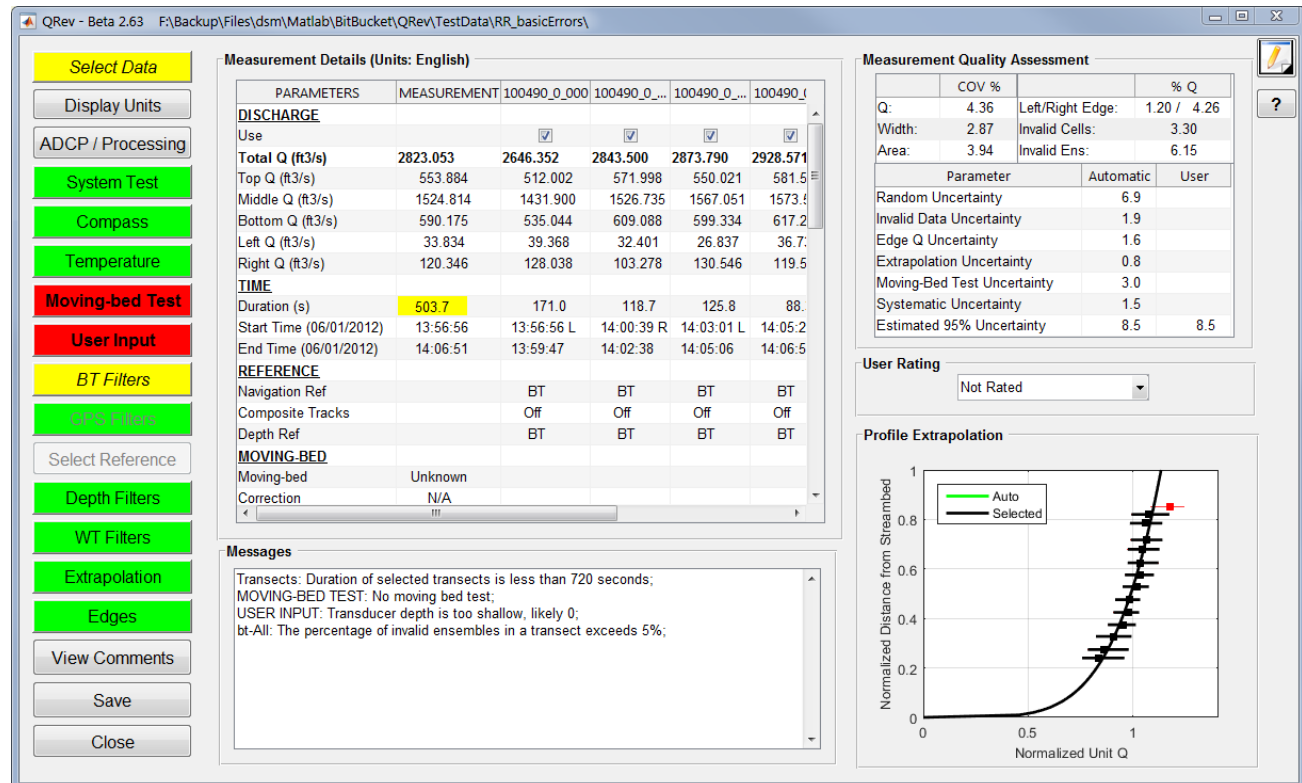 QRev - Beta 2.63 F:\Backup\Files\dsm\Matlab\BitBucket\QRev\TestData\RR_basicErrors\
Select Data
Display Units
ADCP / Processing
System Test
Compass
Temperature
Moving-bed Test
User Input
BT Filters
GPS Filters
Select Reference
Depth Filters
WT Filters
Extrapolation
Edges
View Comments
Save
Close
Measurement Details (Units: English)
PARAMETERS MEASUREMENT 100490_0_000 100490_0_... 100490_0_... 100490_(
DISCHARGE
Use
Total Q (ft3/s) 2823.053 2646.352 2843.500 2873.790 2928.571
Top Q (ft3/s) 553.884 512.002 571.998 550.021 581.5
Middle Q (ft3/s) 1524.814 1431.900 1526.735 1567.051 1573.
Bottom Q (ft3/s) 590.175 535.044 609.088 599.334 617.2
Left Q (ft3/s) 33.834 39.368 32.401 26.837 36.7
Right Q (ft3/s) 120.346 128.038 103.278 130.546 119.5
TIME
Duration (s) 503.7 171.0 118.7 125.8 88.
Start Time (06/01/2012) 13:56:56 13:56:56 L 14:00:39 R 14:03:01 L 14:05:2
End Time (06/01/2012) 14:06:51 13:59:47 14:02:38 14:05:06 14:06:5
REFERENCE
Navigation Ref BT BT BT BT
Composite Tracks Off Off Off Off
Depth Ref BT BT BT BT
MOVING-BED
Moving-bed Unknown
Correction N/A
Messages
Transects: Duration of selected transects is less than 720 seconds;
MOVING-BED TEST: No moving bed test;
USER INPUT: Transducer depth is too shallow, likely 0;
bt-All: The percentage of invalid ensembles in a transect exceeds 5%;
Measurement Quality Assessment
COV % % Q
Q: 4.36 Left/Right Edge: 1.20 / 4.26
Width: 2.87 Invalid Cells: 3.30
Area: 3.94 Invalid Ens: 6.15
Parameter Automatic User
Random Uncertainty 6.9
Invalid Data Uncertainty 1.9
Edge Q Uncertainty 1.6
Extrapolation Uncertainty 0.8
Moving-Bed Test Uncertainty 3.0
Systematic Uncertainty 1.5
Estimated 95% Uncertainty 8.5 8.5
User Rating
Not Rated
Profile Extrapolation
Normalized Distance from Streambed
1
0.8
0.6
0.4
0.2
0
Auto
Selected
0 0.5 1
Normalized Unit Q
?